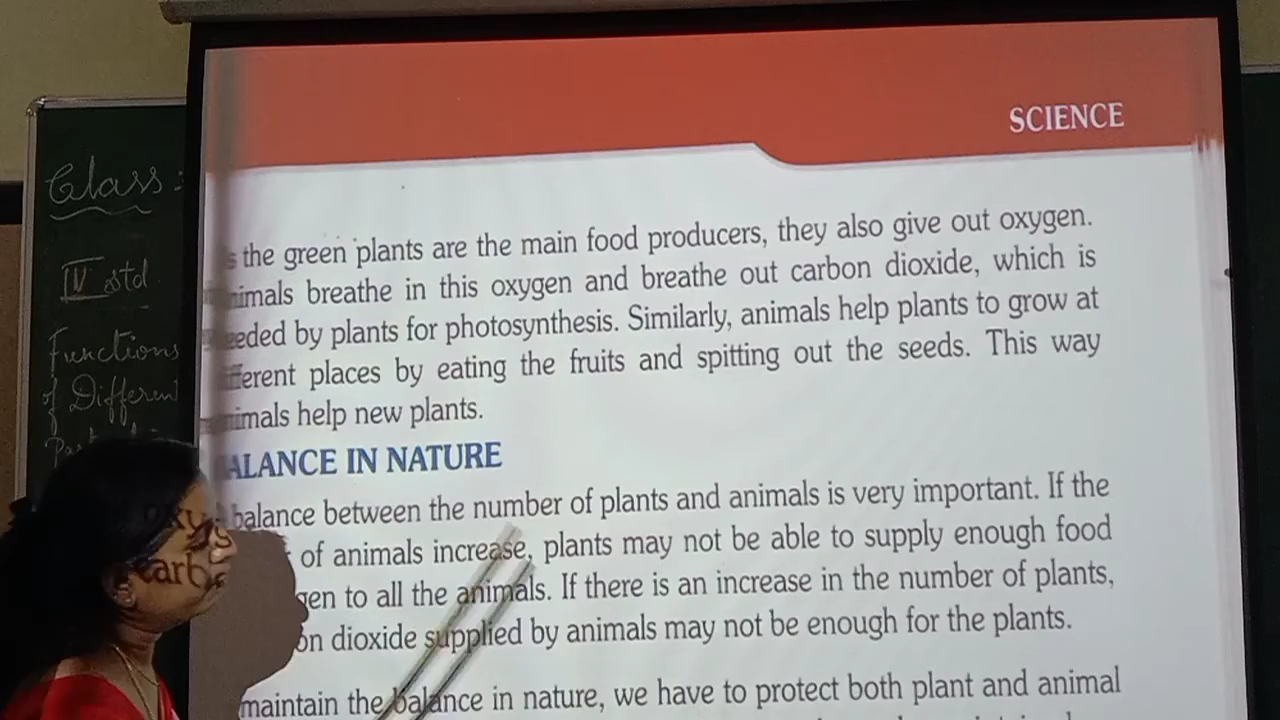 SCIENCE
Class:
IV std
Functions
of Different
the green plants are the main food producers, they also give out oxygen.
nimals breathe in this oxygen and breathe out carbon dioxide, which is
eeded by plants for photosynthesis. Similarly, animals help plants to grow at
fferent places by eating the fruits and spitting out the seeds. This way
nimals help new plants.
ALANCE IN NATURE
balance between the number of plants and animals is very important. If the
of animals increase, plants may not be able to supply enough food
gen to all the animals. If there is an increase in the number of plants,
on dioxide supplied by animals may not be enough for the plants.
maintain the balance in nature, we have to protect both plant and animal